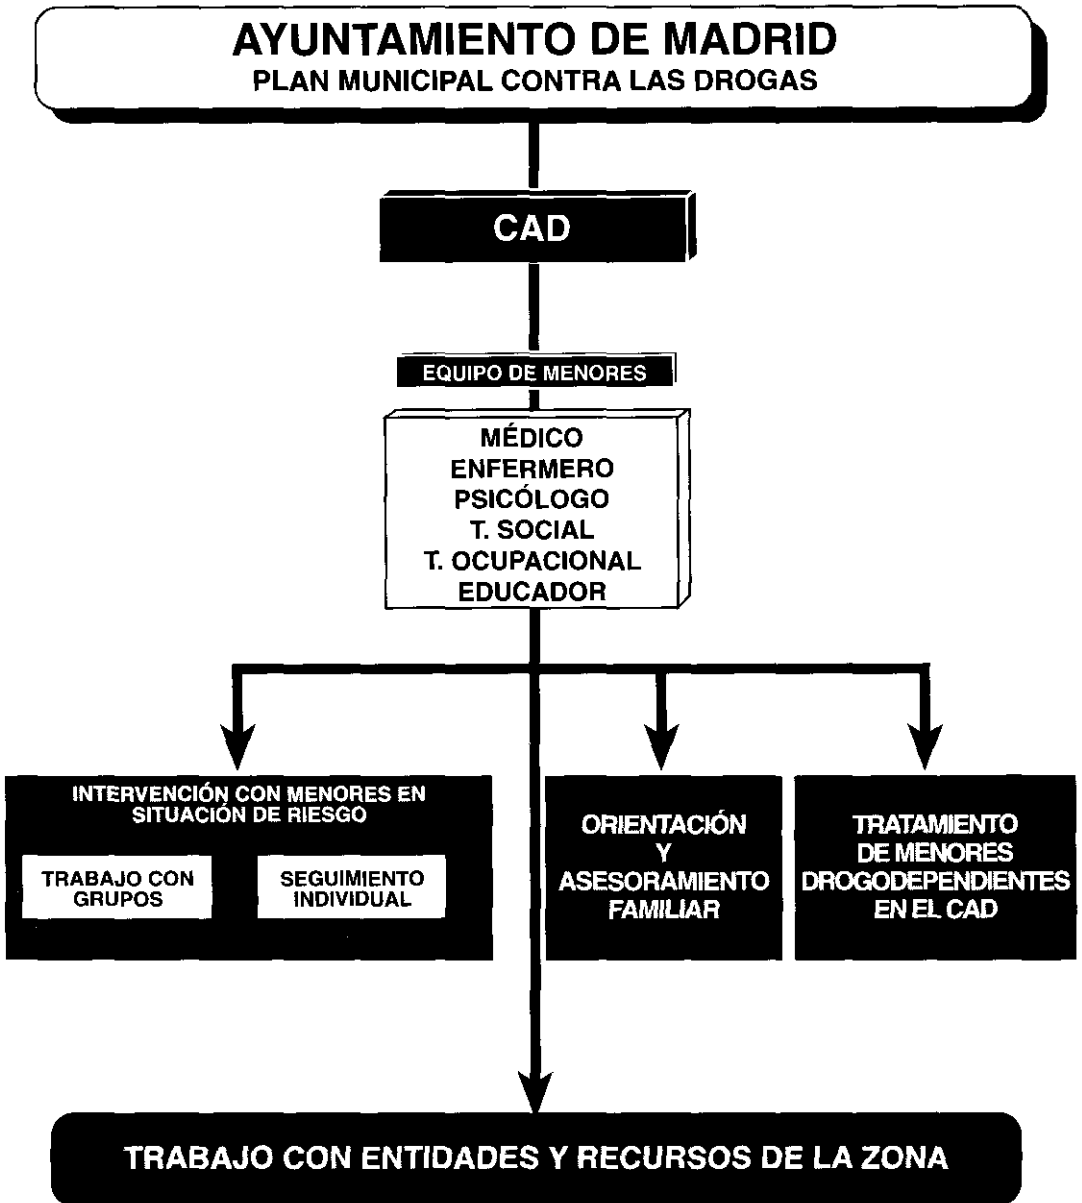 AYUNTAMIENTO DE MADRID
PLAN MUNICIPAL CONTRA LAS DROGAS
CAD
EQUIPO DE MENORES
MÉDICO
ENFERMERO
PSICÓLOGO
T. SOCIAL
T. OCUPACIONAL
EDUCADOR
INTERVENCIÓN CON MENORES EN
SITUACIÓN DE RIESGO
TRABAJO CON
GRUPOS
SEGUIMIENTO
INDIVIDUAL
ORIENTACIÓN
Y
ASESORAMIENTO
FAMILIAR
TRATAMIENTO
DE MENORES
DROGODEPENDIENTES
EN EL CAD
TRABAJO CON ENTIDADES Y RECURSOS DE LA ZONA